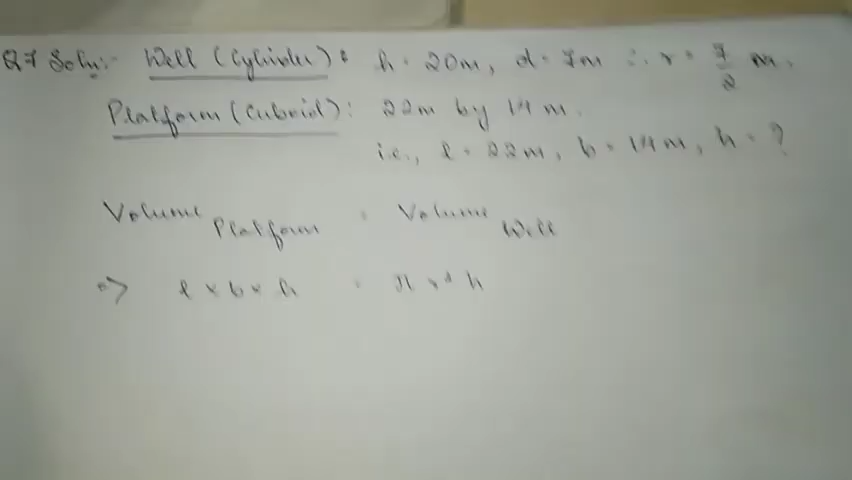 Q7 Soln:- Well (Cylinder): h = 20m, d = 7m ∴ r = 7/2 m.
Platform (Cuboid): 22m by 14m.
i.e., l = 22m, b = 14m, h = ?
Volume Platform = Volume Well
=> l × b × h = π r² h